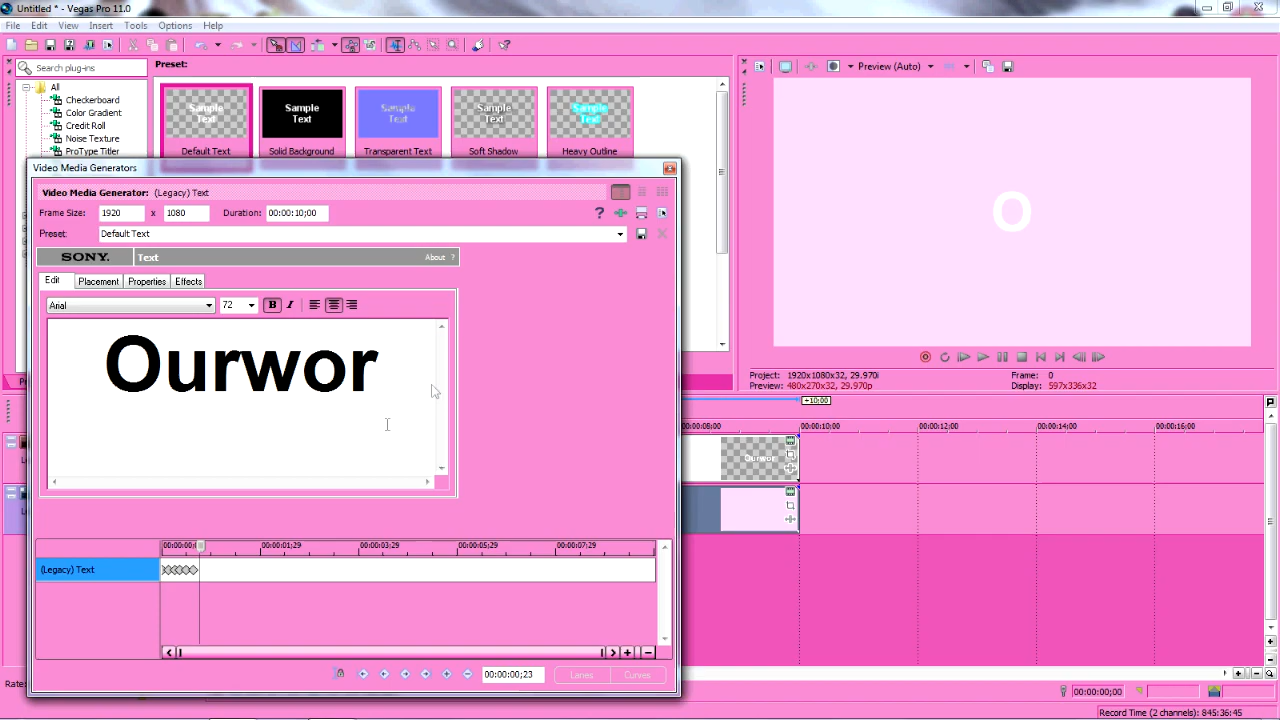 Untitled * - Vegas Pro 11.0
File Edit View Insert Tools Options Help
Search plug-ins
All
Checkerboard
Color Gradient
Credit Roll
Noise Texture
ProType Titler
Preset:
Sample Text
Sample Text
Sample Text
Sample Text
Sample Text
Default Text
Solid Background
Transparent Text
Soft Shadow
Heavy Outline
Preview (Auto)
O
Project: 1920x1080x32, 29.970i
Frame: 0
Preview: 480x270x32, 29.970p
Display: 597x336x32
Video Media Generators
Video Media Generator: (Legacy) Text
Frame Size: 1920 x 1080 Duration: 00:00:10;00
Preset: Default Text
SONY. Text About ?
Edit Placement Properties Effects
Arial 72 B I
Ourwor
00:00:01;29 00:00:03;29 00:00:05;29 00:00:07;29
(Legacy) Text
00:00:00;23 Lanes Curves
+10;00
00:00:08;00 00:00:10;00 00:00:12;00 00:00:14;00 00:00:16;00
Ourwor
Rate:
00:00:00;00
Record Time (2 channels): 845:36:45